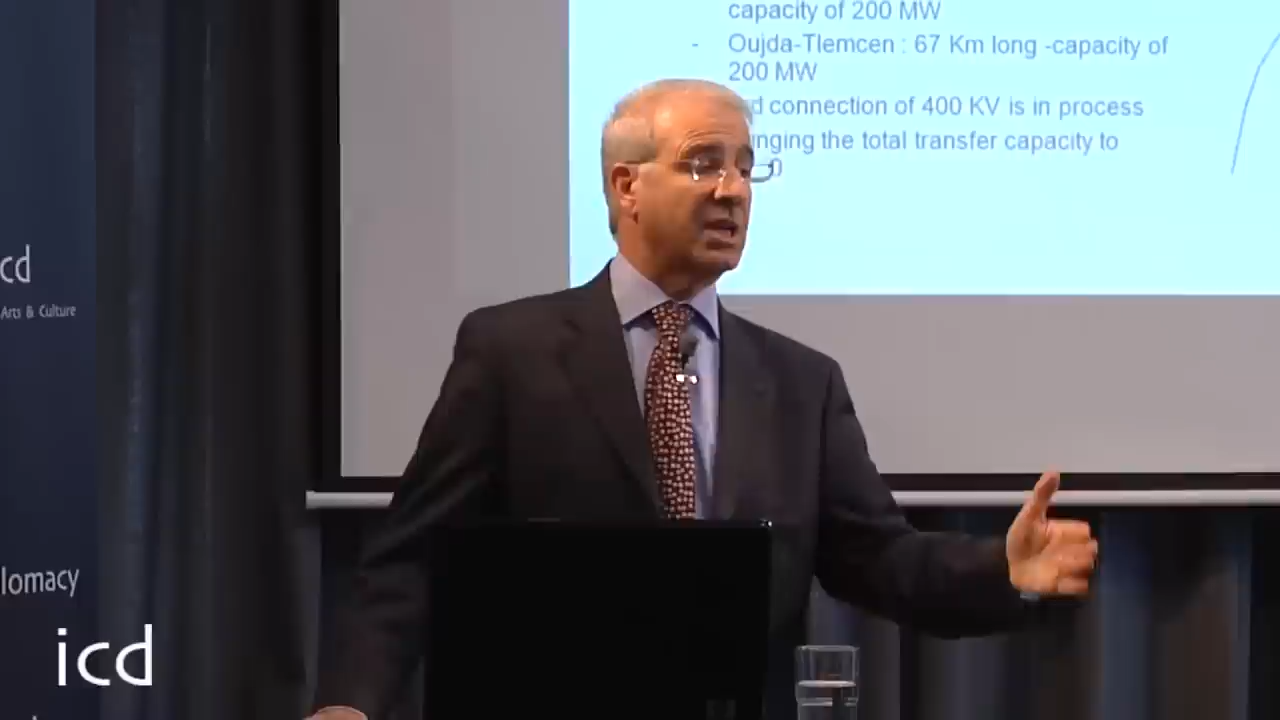 capacity of 200 MW
- Oujda-Tlemcen : 67 Km long -capacity of
200 MW
connection of 400 KV is in process
the total transfer capacity to
cd
Arts & Culture
lomacy
icd